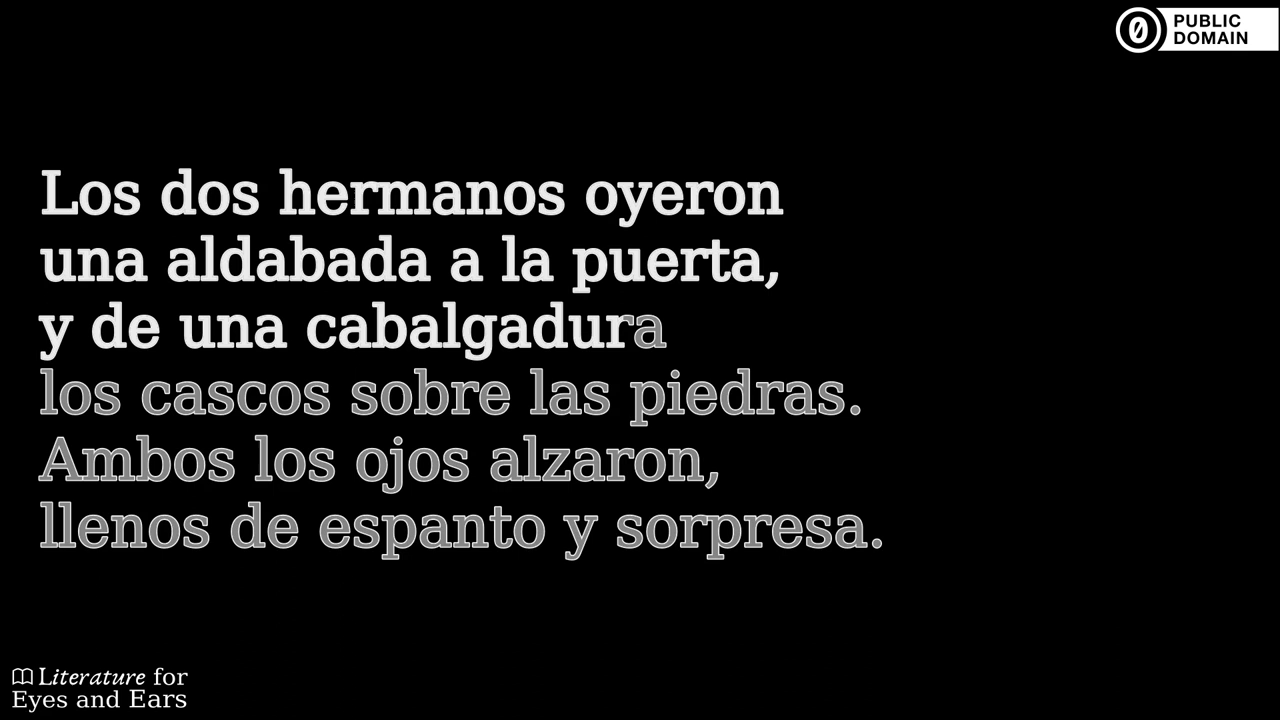 PUBLIC
DOMAIN
Los dos hermanos oyeron
una aldabada a la puerta,
y de una cabalgadura
los cascos sobre las piedras.
Ambos los ojos alzaron,
llenos de espanto y sorpresa.
Literature for
Eyes and Ears